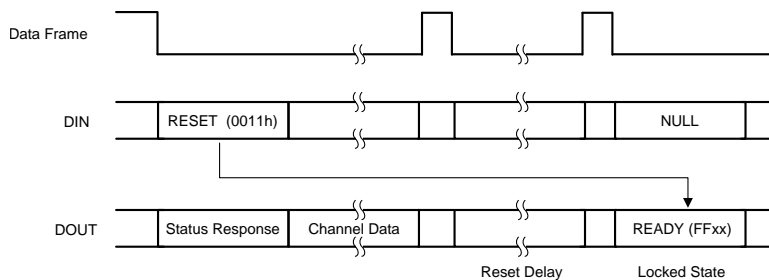 Data Frame
DIN
RESET (0011h)
NULL
DOUT
Status Response
Channel Data
READY (FFxx)
Reset Delay
Locked State